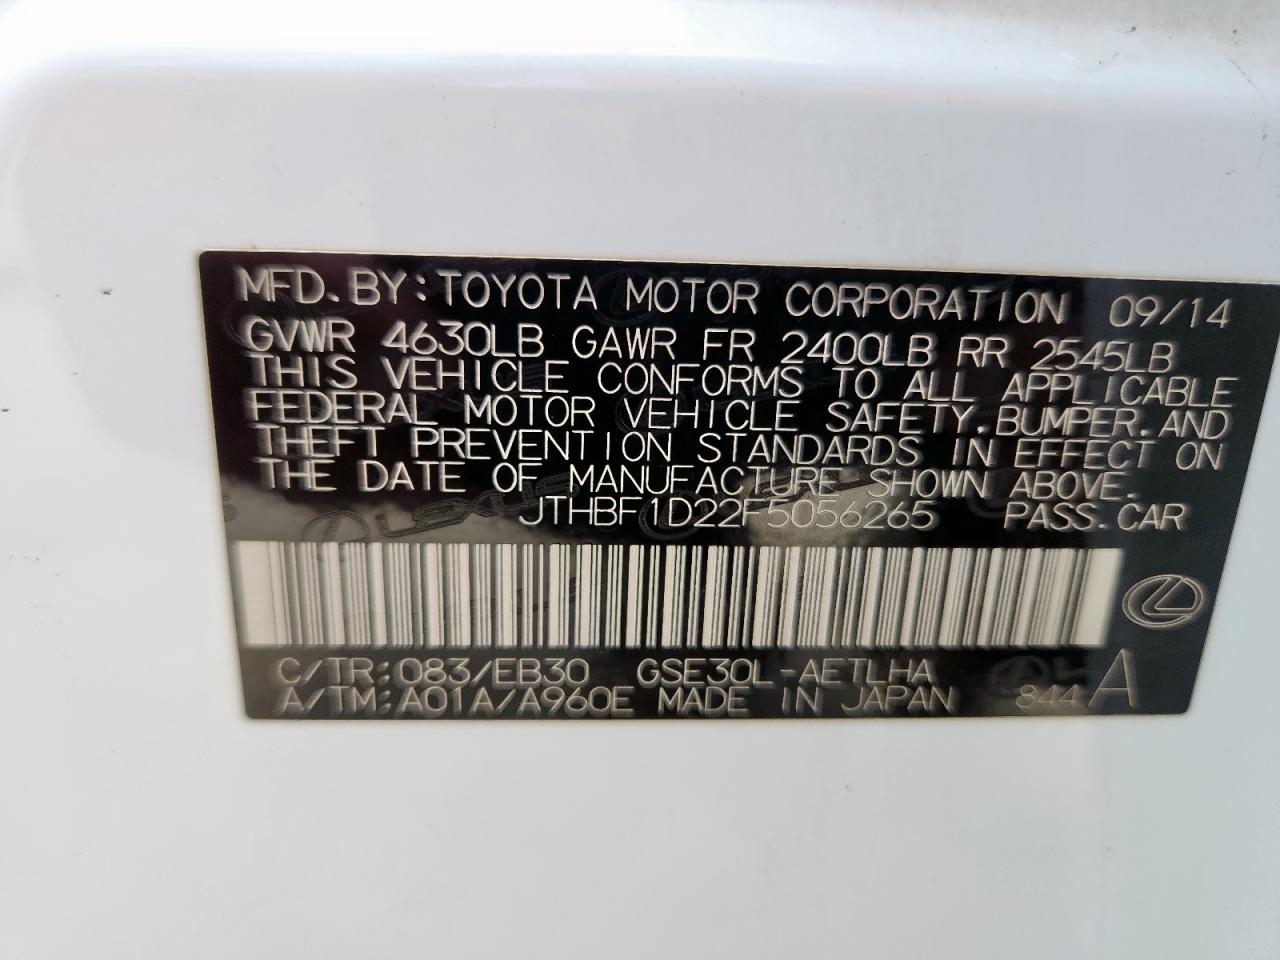 MFD. BY: TOYOTA MOTOR CORPORATION 09/14
GVWR 4630LB GAWR FR 2400LB RR 2545LB
THIS VEHICLE CONFORMS TO ALL APPLICABLE
FEDERAL MOTOR VEHICLE SAFETY, BUMPER, AND
THEFT PREVENTION STANDARDS IN EFFECT ON
THE DATE OF MANUFACTURE SHOWN ABOVE.
JTHBF1D22F5056265 PASS. CAR
C/TR: 083/EB30 GSE30L-AETLHA
A/TM: A01A/A960E MADE IN JAPAN 844 A